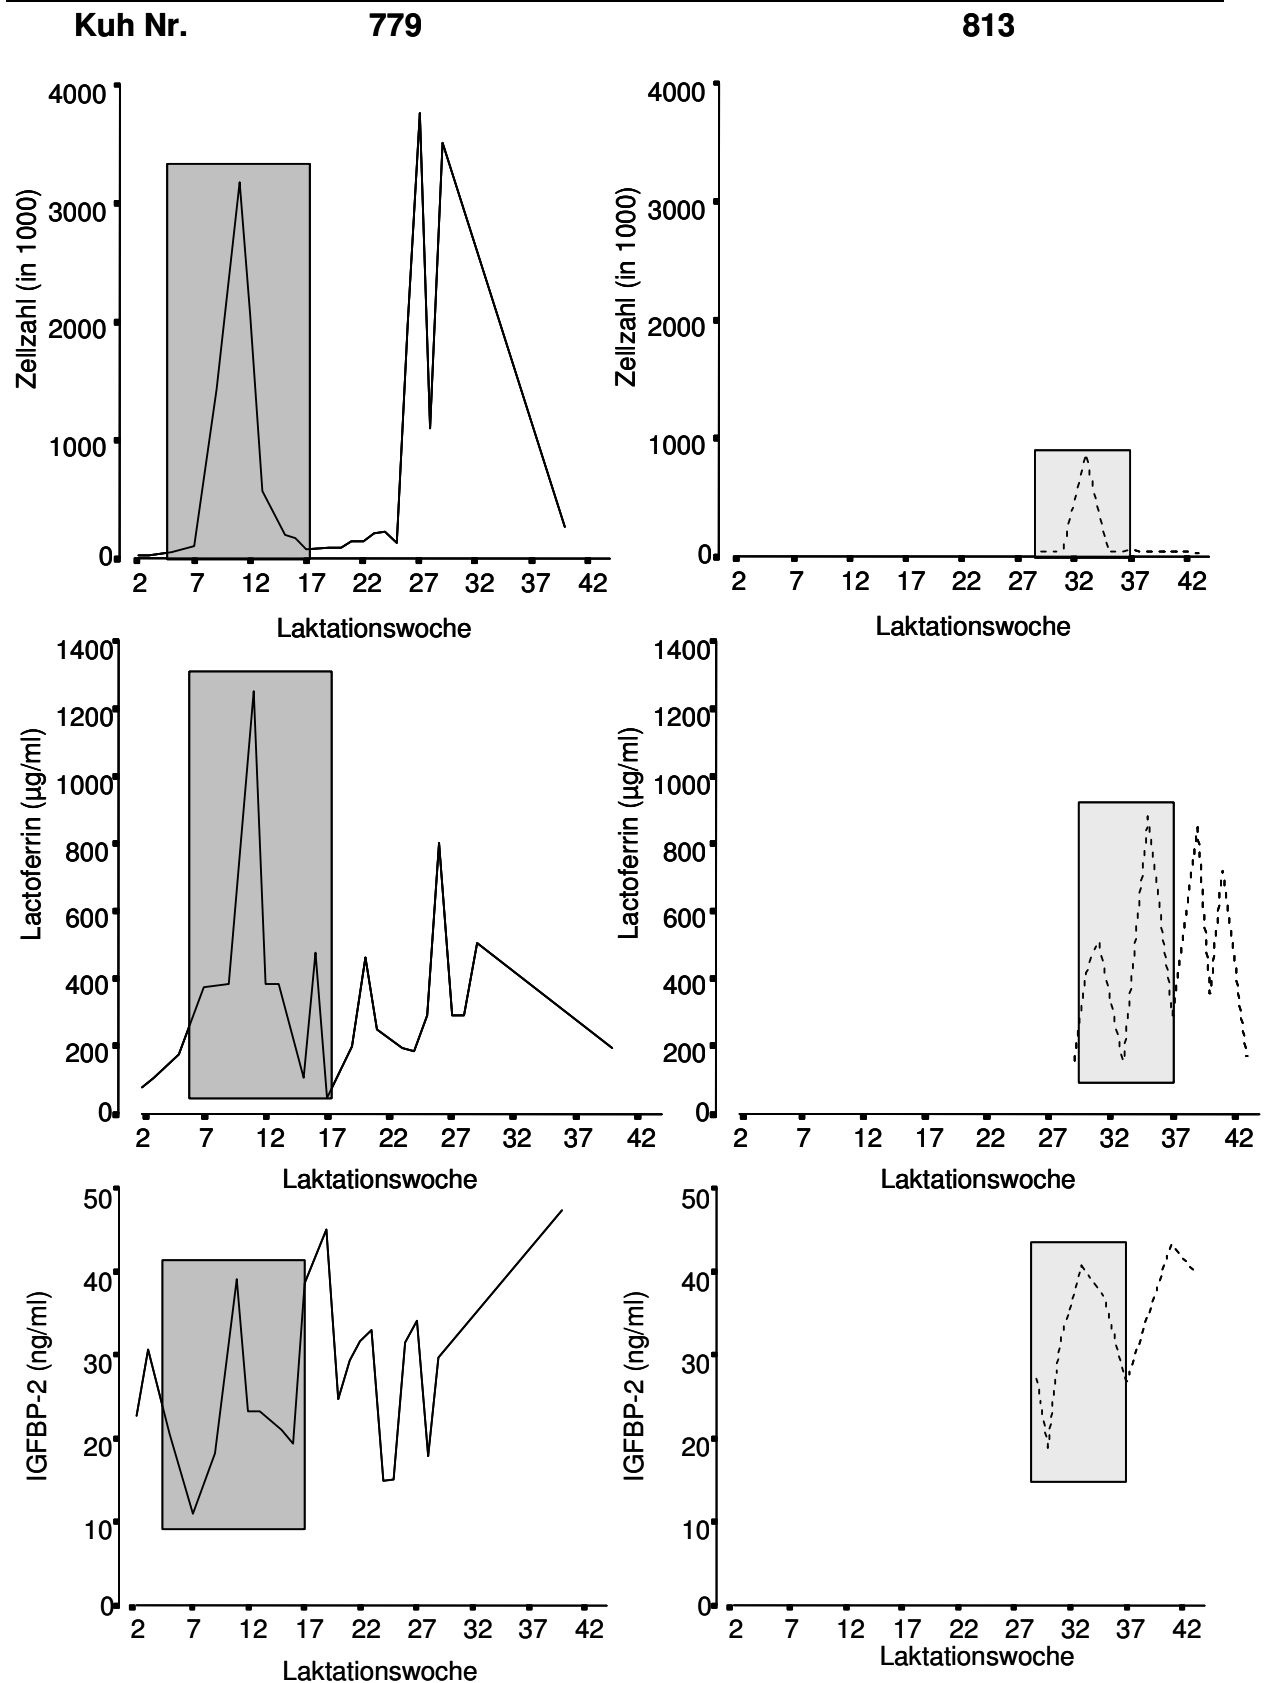 Kuh Nr. 779 813
4000
3000
2000
1000
0
Zellzahl (in 1000)
2 7 12 17 22 27 32 37 42
Laktationswoche
4000
3000
2000
1000
0
Zellzahl (in 1000)
2 7 12 17 22 27 32 37 42
Laktationswoche
1400
1200
1000
800
600
400
200
0
Lactoferrin (µg/ml)
2 7 12 17 22 27 32 37 42
Laktationswoche
1400
1200
1000
800
600
400
200
0
Lactoferrin (µg/ml)
2 7 12 17 22 27 32 37 42
Laktationswoche
50
40
30
20
10
0
IGFBP-2 (ng/ml)
2 7 12 17 22 27 32 37 42
Laktationswoche
50
40
30
20
10
0
IGFBP-2 (ng/ml)
2 7 12 17 22 27 32 37 42
Laktationswoche